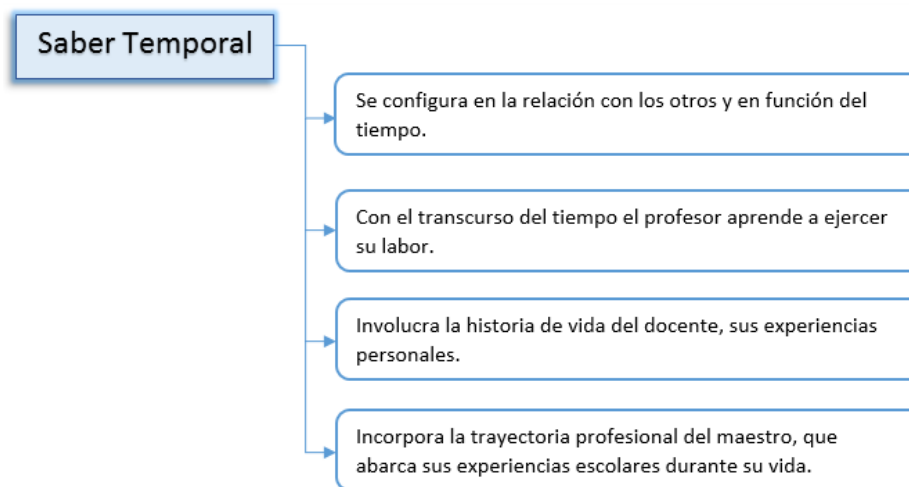 Saber Temporal
Se configura en la relación con los otros y en función del
tiempo.
Con el transcurso del tiempo el profesor aprende a ejercer
su labor.
Involucra la historia de vida del docente, sus experiencias
personales.
Incorpora la trayectoria profesional del maestro, que
abarca sus experiencias escolares durante su vida.